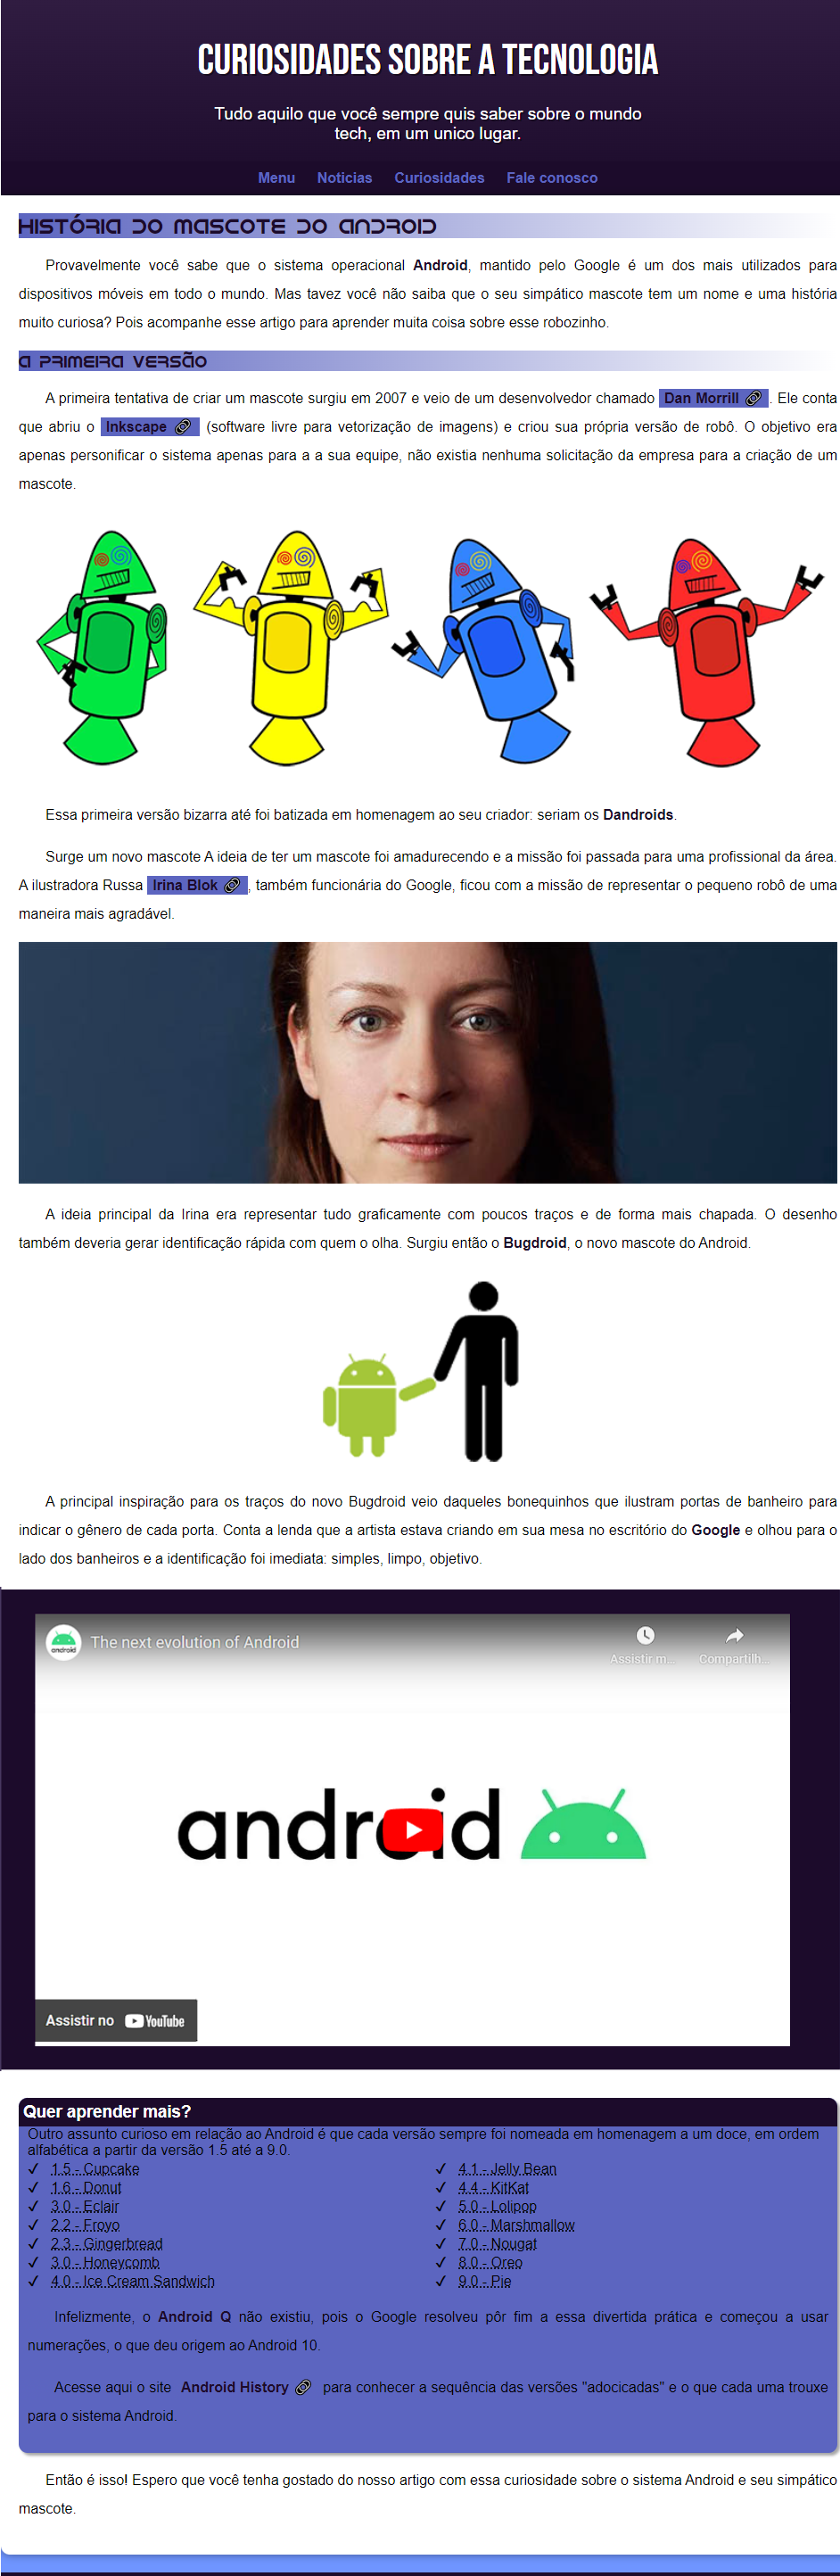 CURIOSIDADES SOBRE A TECNOLOGIA
Tudo aquilo que você sempre quis saber sobre o mundo
tech, em um unico lugar.
Menu Noticias Curiosidades Fale conosco
História do mascote do Android
Provavelmente você sabe que o sistema operacional Android, mantido pelo Google é um dos mais utilizados para
dispositivos móveis em todo o mundo. Mas tavez você não saiba que o seu simpático mascote tem um nome e uma história
muito curiosa? Pois acompanhe esse artigo para aprender muita coisa sobre esse robozinho.
A primeira versão
A primeira tentativa de criar um mascote surgiu em 2007 e veio de um desenvolvedor chamado Dan Morrill. Ele conta
que abriu o Inkscape (software livre para vetorização de imagens) e criou sua própria versão de robô. O objetivo era
apenas personificar o sistema apenas para a a sua equipe, não existia nenhuma solicitação da empresa para a criação de um
mascote.
Essa primeira versão bizarra até foi batizada em homenagem ao seu criador: seriam os Dandroids.
Surge um novo mascote A ideia de ter um mascote foi amadurecendo e a missão foi passada para uma profissional da área.
A ilustradora Russa Irina Blok, também funcionária do Google, ficou com a missão de representar o pequeno robô de uma
maneira mais agradável.
A ideia principal da Irina era representar tudo graficamente com poucos traços e de forma mais chapada. O desenho
também deveria gerar identificação rápida com quem o olha. Surgiu então o Bugdroid, o novo mascote do Android.
A principal inspiração para os traços do novo Bugdroid veio daqueles bonequinhos que ilustram portas de banheiro para
indicar o gênero de cada porta. Conta a lenda que a artista estava criando em sua mesa no escritório do Google e olhou para o
lado dos banheiros e a identificação foi imediata: simples, limpo, objetivo.
android
The next evolution of Android
Assistir m...
Compartilh...
android
Assistir no YouTube
Quer aprender mais?
Outro assunto curioso em relação ao Android é que cada versão sempre foi nomeada em homenagem a um doce, em ordem
alfabética a partir da versão 1.5 até a 9.0.
✓ 1.5 - Cupcake
✓ 1.6 - Donut
✓ 3.0 - Eclair
✓ 2.2 - Froyo
✓ 2.3 - Gingerbread
✓ 3.0 - Honeycomb
✓ 4.0 - Ice Cream Sandwich
✓ 4.1 - Jelly Bean
✓ 4.4 - KitKat
✓ 5.0 - Lolipop
✓ 6.0 - Marshmallow
✓ 7.0 - Nougat
✓ 8.0 - Oreo
✓ 9.0 - Pie
Infelizmente, o Android Q não existiu, pois o Google resolveu pôr fim a essa divertida prática e começou a usar
numerações, o que deu origem ao Android 10.
Acesse aqui o site Android History para conhecer a sequência das versões "adocicadas" e o que cada uma trouxe
para o sistema Android.
Então é isso! Espero que você tenha gostado do nosso artigo com essa curiosidade sobre o sistema Android e seu simpático
mascote.